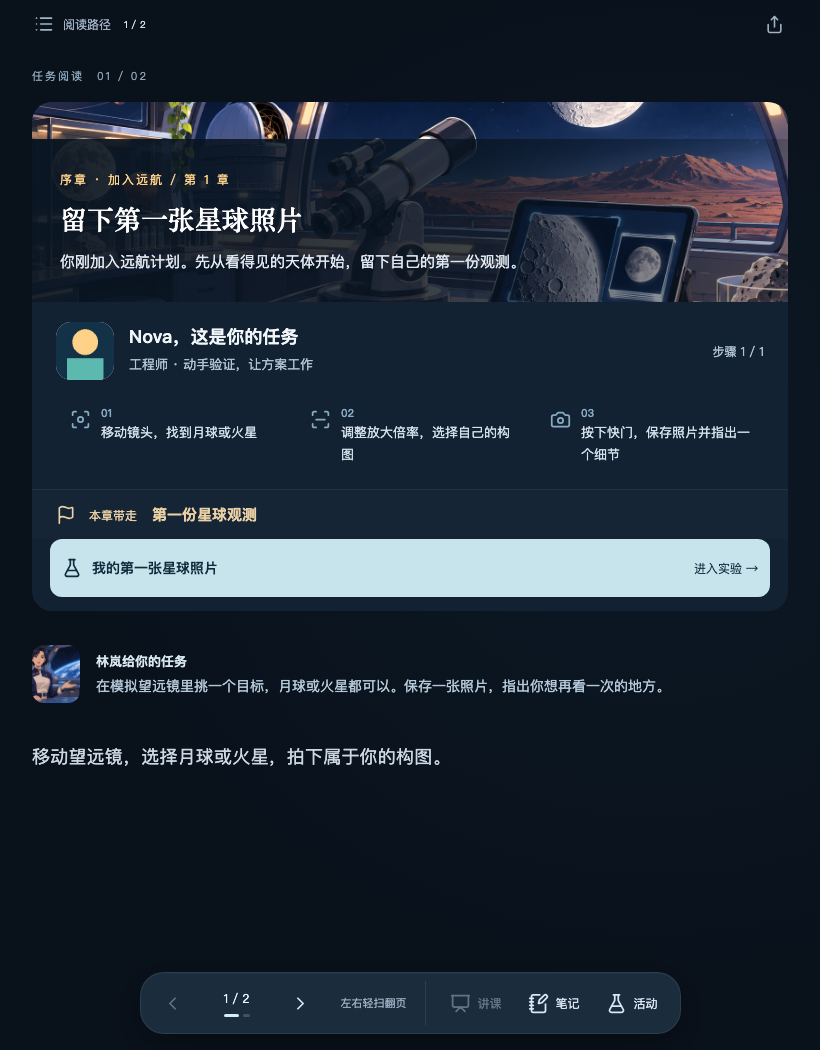 阅读路径 1 / 2
任务阅读 01 / 02
序章 · 加入远航 / 第 1 章
留下第一张星球照片
你刚加入远航计划。先从看得见的天体开始，留下自己的第一份观测。
Nova，这是你的任务
工程师 · 动手验证，让方案工作
步骤 1 / 1
01
移动镜头，找到月球或火星
02
调整放大倍率，选择自己的构
图
03
按下快门，保存照片并指出一
个细节
本章带走 第一份星球观测
我的第一张星球照片 进入实验 →
林岚给你的任务
在模拟望远镜里挑一个目标，月球或火星都可以。保存一张照片，指出你想再看一次的地方。
移动望远镜，选择月球或火星，拍下属于你的构图。
1 / 2 左右轻扫翻页 讲课 笔记 活动